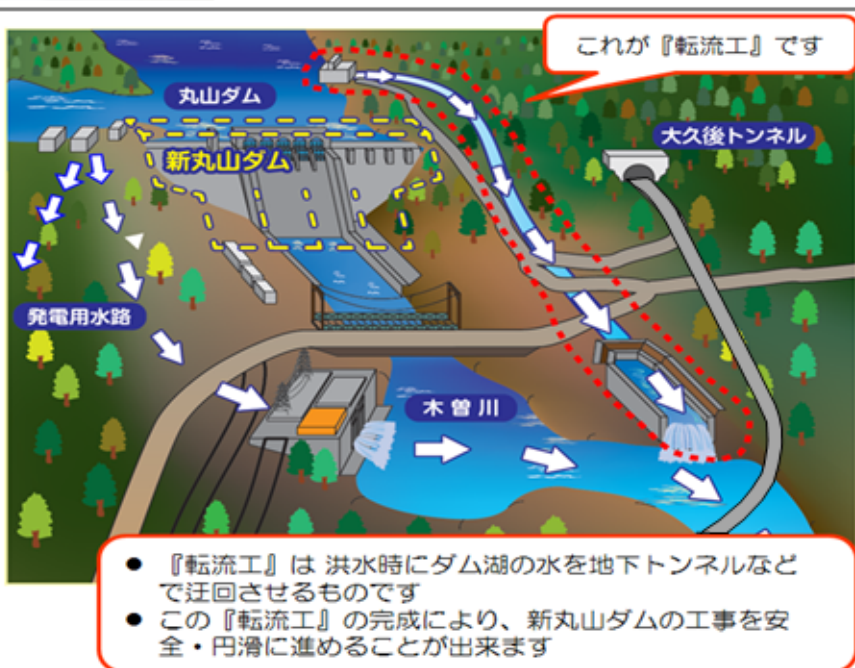 これが『転流工』です
丸山ダム
大久後トンネル
新丸山ダム
発電用水路
木曽川
● 『転流工』は 洪水時にダム湖の水を地下トンネルなど
で迂回させるものです
● この『転流工』の完成により、新丸山ダムの工事を安
全・円滑に進めることが出来ます